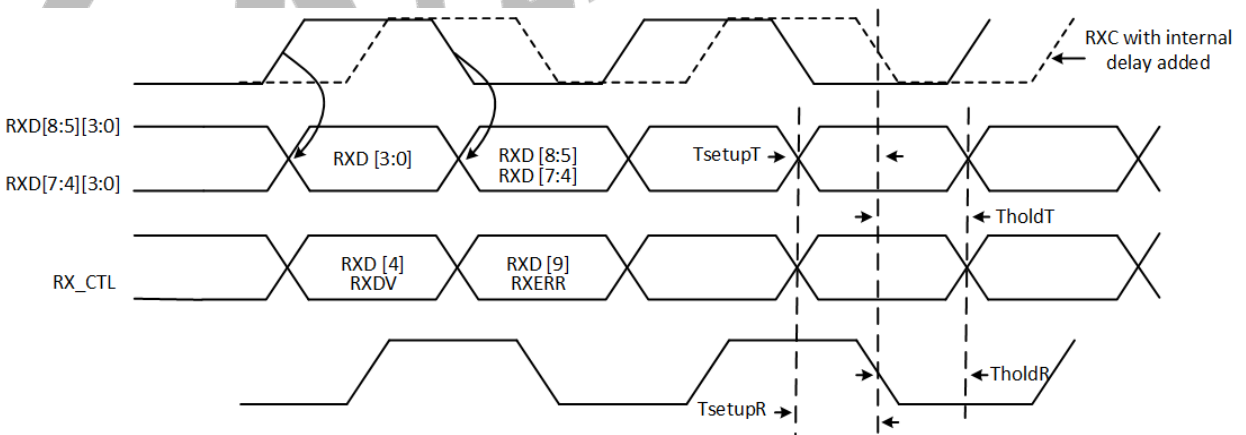 RXC with internal
delay added
RXD[8:5][3:0]
RXD [3:0]
RXD [8:5]
RXD [7:4]
TsetupT
RXD[7:4][3:0]
TholdT
RXD [4]
RXDV
RXD [9]
RXERR
RX_CTL
TholdR
TsetupR